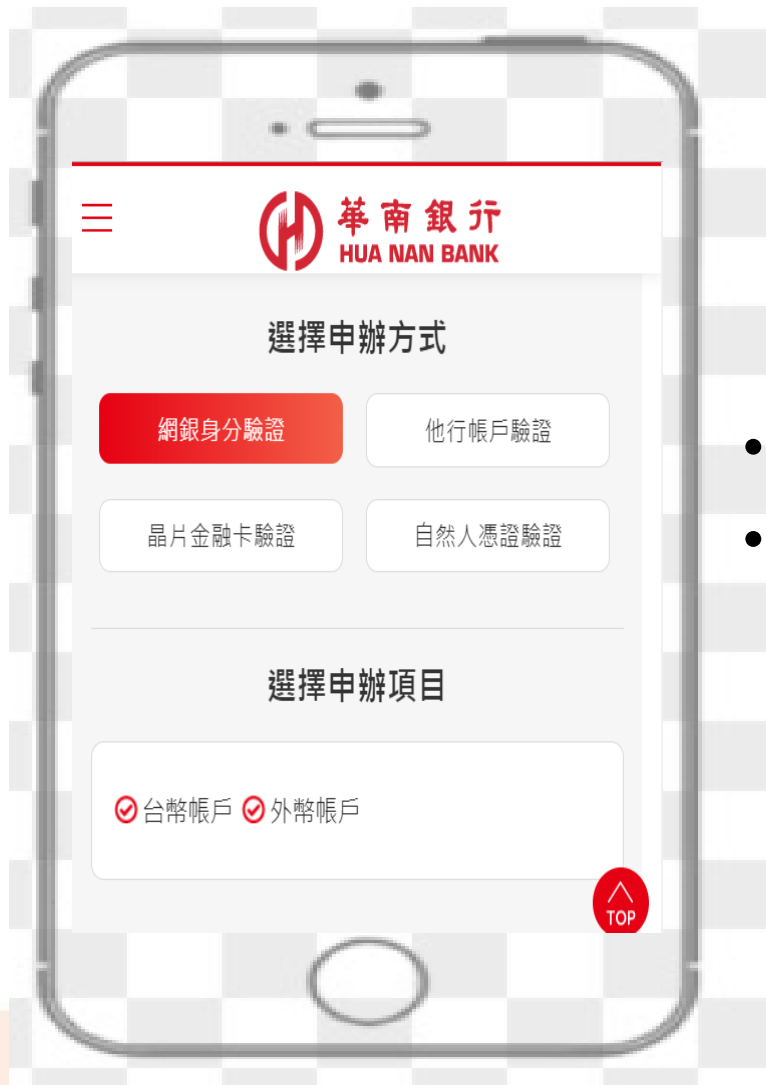 華南銀行
HUA NAN BANK
選擇申辦方式
網銀身分驗證
他行帳戶驗證
晶片金融卡驗證
自然人憑證驗證
選擇申辦項目
台幣帳戶 外幣帳戶
TOP